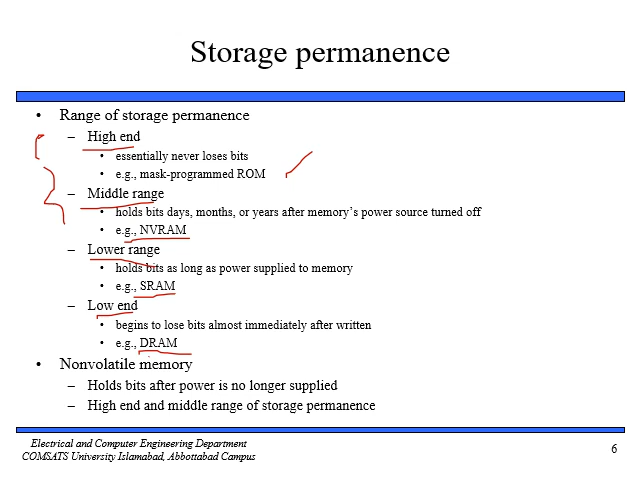 Storage permanence
• Range of storage permanence
– High end
• essentially never loses bits
• e.g., mask-programmed ROM
– Middle range
• holds bits days, months, or years after memory's power source turned off
• e.g., NVRAM
– Lower range
• holds bits as long as power supplied to memory
• e.g., SRAM
– Low end
• begins to lose bits almost immediately after written
• e.g., DRAM
• Nonvolatile memory
– Holds bits after power is no longer supplied
– High end and middle range of storage permanence
Electrical and Computer Engineering Department
COMSATS University Islamabad, Abbottabad Campus
6